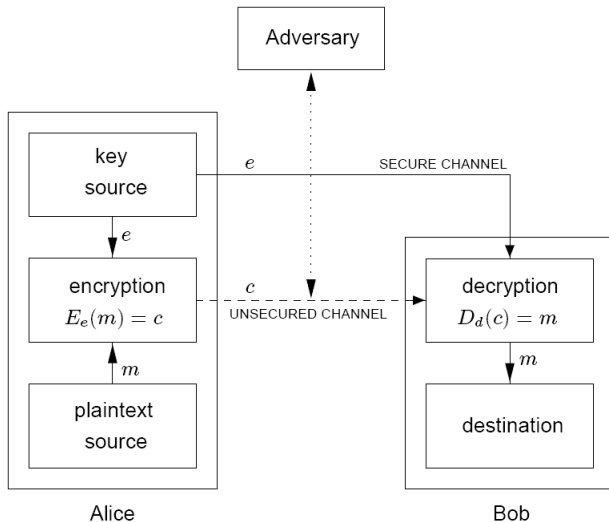 Adversary
key
source
e
SECURE CHANNEL
e
encryption
E_e(m) = c
c
UNSECURED CHANNEL
decryption
D_d(c) = m
m
m
plaintext
source
destination
Alice
Bob